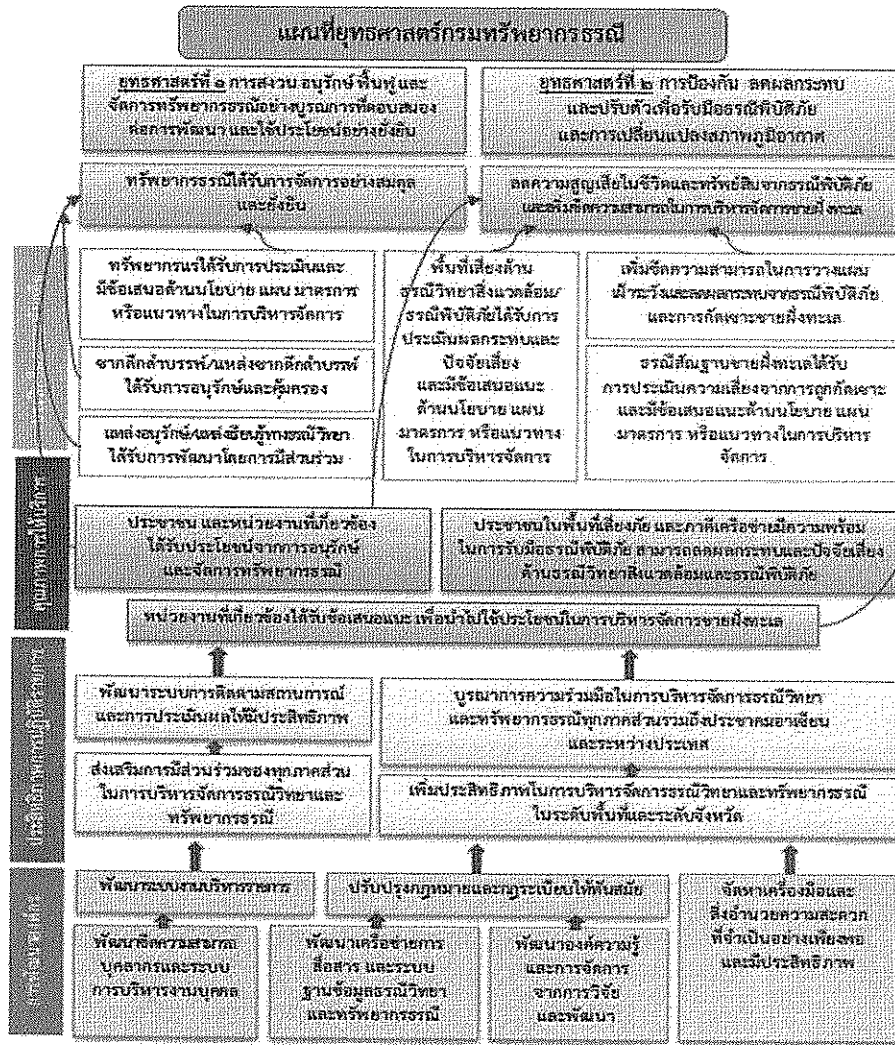 แผนที่ยุทธศาสตร์กรมทรัพยากรธรณี
ยุทธศาสตร์ที่ ๑ การสงวน อนุรักษ์ ฟื้นฟู และ
จัดการทรัพยากรธรณีอย่างบูรณาการที่ตอบสนอง
ต่อการพัฒนา และใช้ประโยชน์อย่างยั่งยืน
ยุทธศาสตร์ที่ ๒ การป้องกัน ลดผลกระทบ
และปรับตัวเพื่อรับมือธรณีพิบัติภัย
และการเปลี่ยนแปลงสภาพภูมิอากาศ
ทรัพยากรธรณีได้รับการจัดการอย่างสมดุล
และยั่งยืน
ลดความสูญเสียในชีวิตและทรัพย์สินจากธรณีพิบัติภัย
และเพิ่มขีดความสามารถในการบริหารจัดการชายฝั่งทะเล
ทรัพยากรแร่ได้รับการประเมินและ
มีข้อเสนอด้านนโยบาย แผน มาตรการ
หรือแนวทางในการบริหารจัดการ
ซากดึกดำบรรพ์/แหล่งซากดึกดำบรรพ์
ได้รับการอนุรักษ์และคุ้มครอง
แหล่งอนุรักษ์/แหล่งเรียนรู้ทางธรณีวิทยา
ได้รับการพัฒนาโดยการมีส่วนร่วม
พื้นที่เสี่ยงด้าน
ธรณีวิทยาสิ่งแวดล้อม/
ธรณีพิบัติภัยได้รับการ
ประเมินผลกระทบและ
ปัจจัยเสี่ยง
และมีข้อเสนอแนะ
ด้านนโยบาย แผน
มาตรการ หรือแนวทาง
ในการบริหารจัดการ
เพิ่มขีดความสามารถในการวางแผน
เฝ้าระวังและลดผลกระทบจากธรณีพิบัติภัย
และการกัดเซาะชายฝั่งทะเล
ธรณีสัณฐานชายฝั่งทะเลได้รับ
การประเมินความเสี่ยงจากการถูกกัดเซาะ
และมีข้อเสนอแนะด้านนโยบาย แผน
มาตรการ หรือแนวทางในการบริหาร
จัดการ
คุณภาพการให้บริการ
ประชาชน และหน่วยงานที่เกี่ยวข้อง
ได้รับประโยชน์จากการอนุรักษ์
และจัดการทรัพยากรธรณี
ประชาชนในพื้นที่เสี่ยงภัย และภาคีเครือข่ายมีความพร้อม
ในการรับมือธรณีพิบัติภัย สามารถลดผลกระทบและปัจจัยเสี่ยง
ด้านธรณีวิทยาสิ่งแวดล้อมและธรณีพิบัติภัย
หน่วยงานที่เกี่ยวข้องได้รับข้อเสนอแนะ เพื่อนำไปใช้ประโยชน์ในการบริหารจัดการชายฝั่งทะเล
พัฒนาระบบการติดตามสถานการณ์
และการประเมินผลให้มีประสิทธิภาพ
บูรณาการความร่วมมือในการบริหารจัดการธรณีวิทยา
และทรัพยากรธรณีทุกภาคส่วนรวมถึงประชาคมอาเซียน
และระหว่างประเทศ
ส่งเสริมการมีส่วนร่วมของทุกภาคส่วน
ในการบริหารจัดการธรณีวิทยาและ
ทรัพยากรธรณี
เพิ่มประสิทธิภาพในการบริหารจัดการธรณีวิทยาและทรัพยากรธรณี
ในระดับพื้นที่และระดับจังหวัด
พัฒนาระบบงานบริหารราชการ
ปรับปรุงกฎหมายและกฎระเบียบให้ทันสมัย
จัดหาเครื่องมือและ
สิ่งอำนวยความสะดวก
ที่จำเป็นอย่างเพียงพอ
และมีประสิทธิภาพ
พัฒนาขีดความสามารถ
บุคลากรและระบบ
การบริหารงานบุคคล
พัฒนาเครือข่ายการ
สื่อสาร และระบบ
ฐานข้อมูลธรณีวิทยา
และทรัพยากรธรณี
พัฒนาองค์ความรู้
และการจัดการ
จากการวิจัย
และพัฒนา